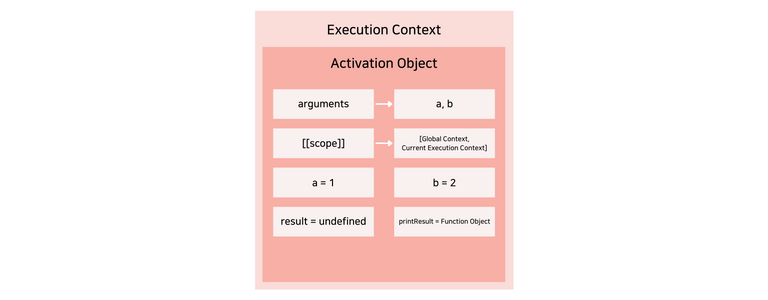 Execution Context
Activation Object
arguments
a, b
[[scope]]
[Global Context,
Current Execution Context]
a = 1
b = 2
result = undefined
printResult = Function Object